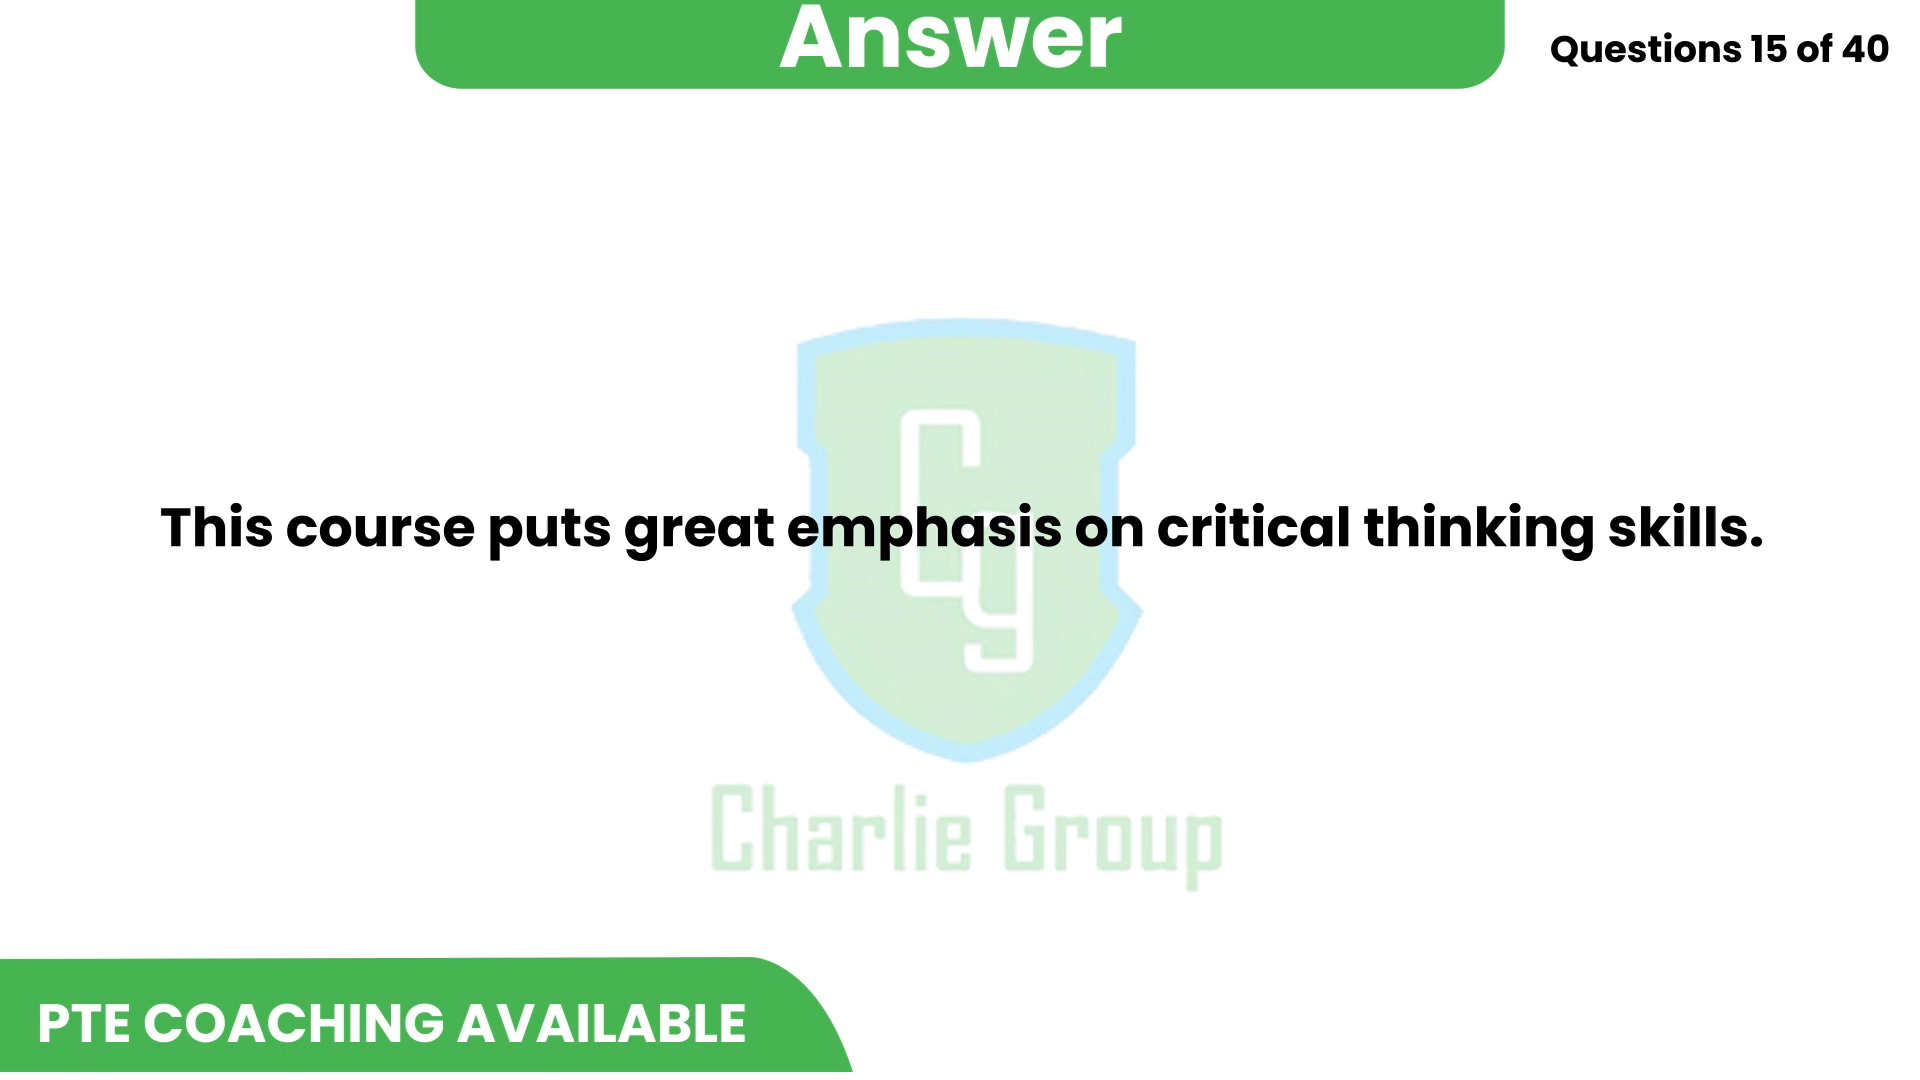 Answer
Questions 15 of 40
This course puts great emphasis on critical thinking skills.
Cg
Charlie Group
PTE COACHING AVAILABLE